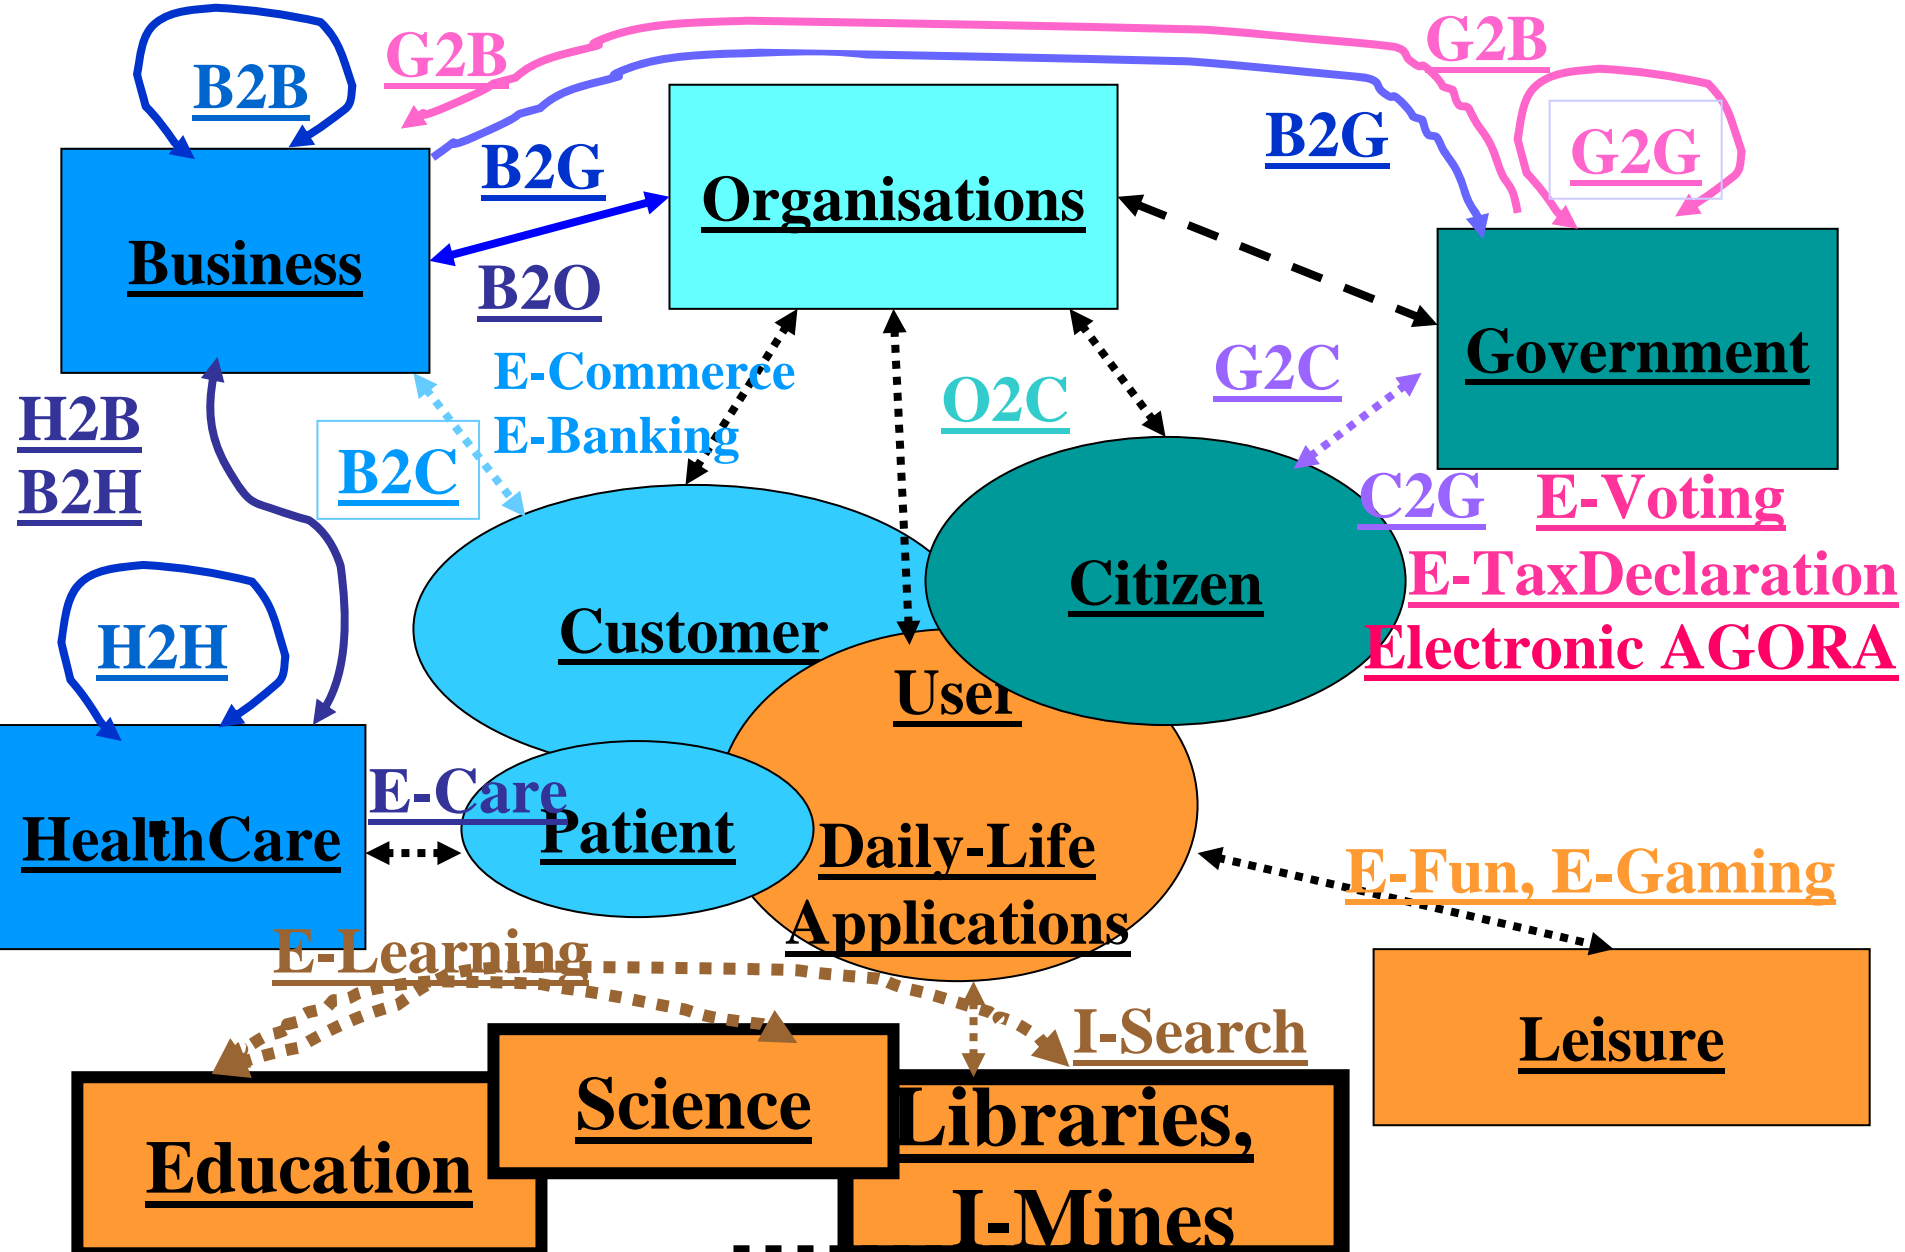 G2B
G2B
B2B
B2G
G2G
B2G
Organisations
Business
B2O
Government
E-Commerce
G2C
O2C
H2B
E-Banking
B2C
B2H
C2G
E-Voting
Citizen
E-TaxDeclaration
Customer
H2H
Electronic AGORA
User
E-Care
HealthCare
Patient
Daily-Life
Applications
E-Fun, E-Gaming
E-Learning
I-Search
Leisure
Science
Libraries,
I-Mines
Education